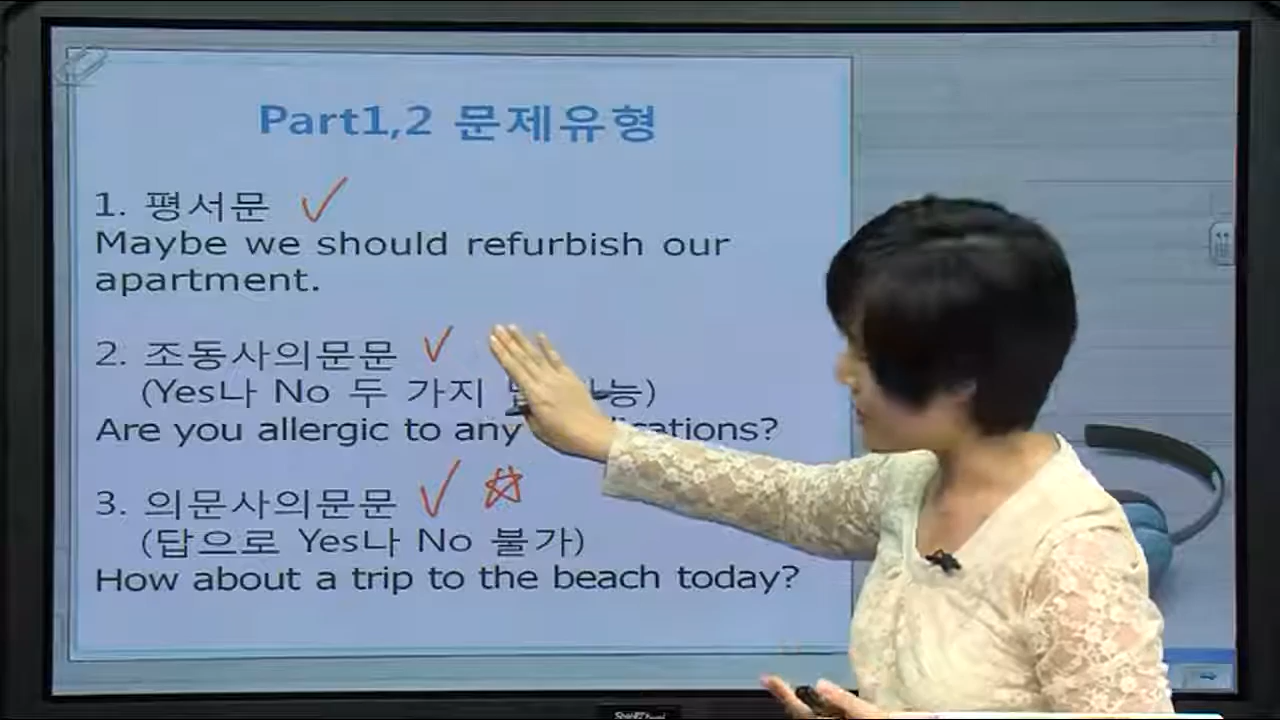 Part1,2 문제유형
1. 평서문
Maybe we should refurbish our
apartment.
2. 조동사의문문
(Yes나 No 두 가지
Are you allergic to any
3. 의문사의문문
(답으로 Yes나 No 불가)
How about a trip to the beach today?